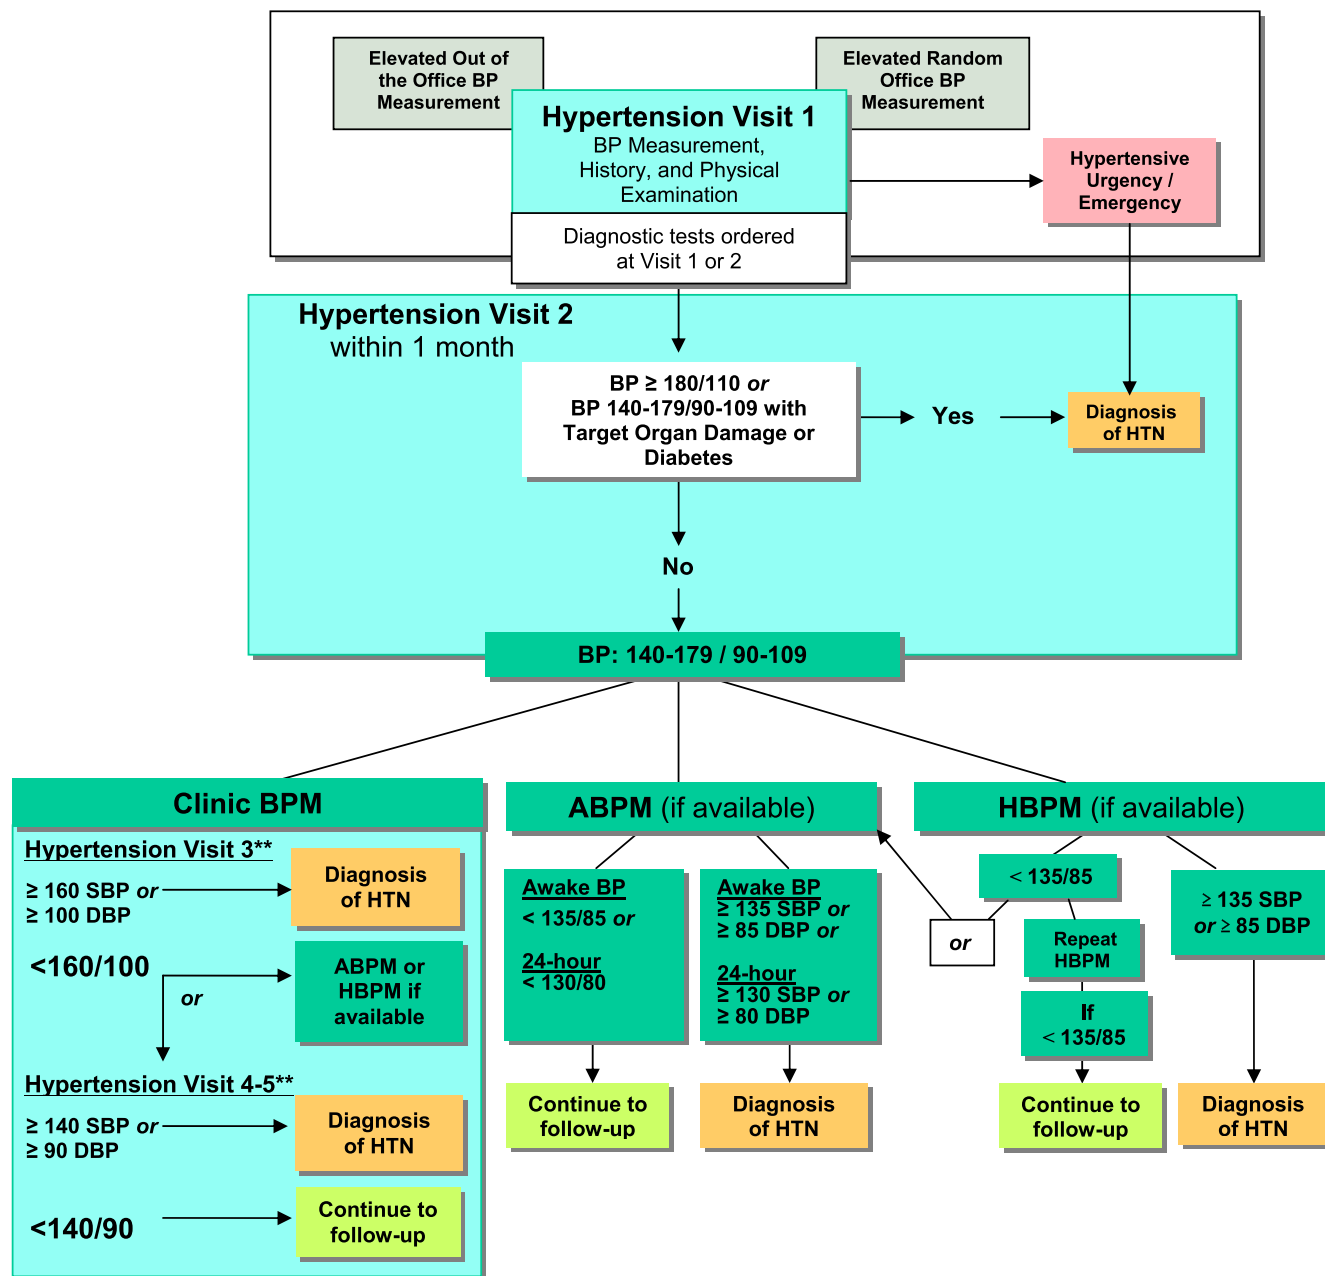 Elevated Out of
the Office BP
Measurement
Elevated Random
Office BP
Measurement
Hypertension Visit 1
BP Measurement,
History, and Physical
Examination
Hypertensive
Urgency /
Emergency
Diagnostic tests ordered
at Visit 1 or 2
Hypertension Visit 2
within 1 month
BP ≥ 180/110 or
BP 140-179/90-109 with
Target Organ Damage or
Diabetes
Yes
Diagnosis
of HTN
No
BP: 140-179 / 90-109
Clinic BPM
Hypertension Visit 3**
≥ 160 SBP or
≥ 100 DBP
Diagnosis
of HTN
<160/100
or
ABPM or
HBPM if
available
Hypertension Visit 4-5**
≥ 140 SBP or
≥ 90 DBP
Diagnosis
of HTN
<140/90
Continue to
follow-up
ABPM (if available)
Awake BP
< 135/85 or
24-hour
< 130/80
Continue to
follow-up
Awake BP
≥ 135 SBP or
≥ 85 DBP or
24-hour
≥ 130 SBP or
≥ 80 DBP
Diagnosis
of HTN
HBPM (if available)
< 135/85
or
Repeat
HBPM
If
< 135/85
Continue to
follow-up
≥ 135 SBP
or ≥ 85 DBP
Diagnosis
of HTN